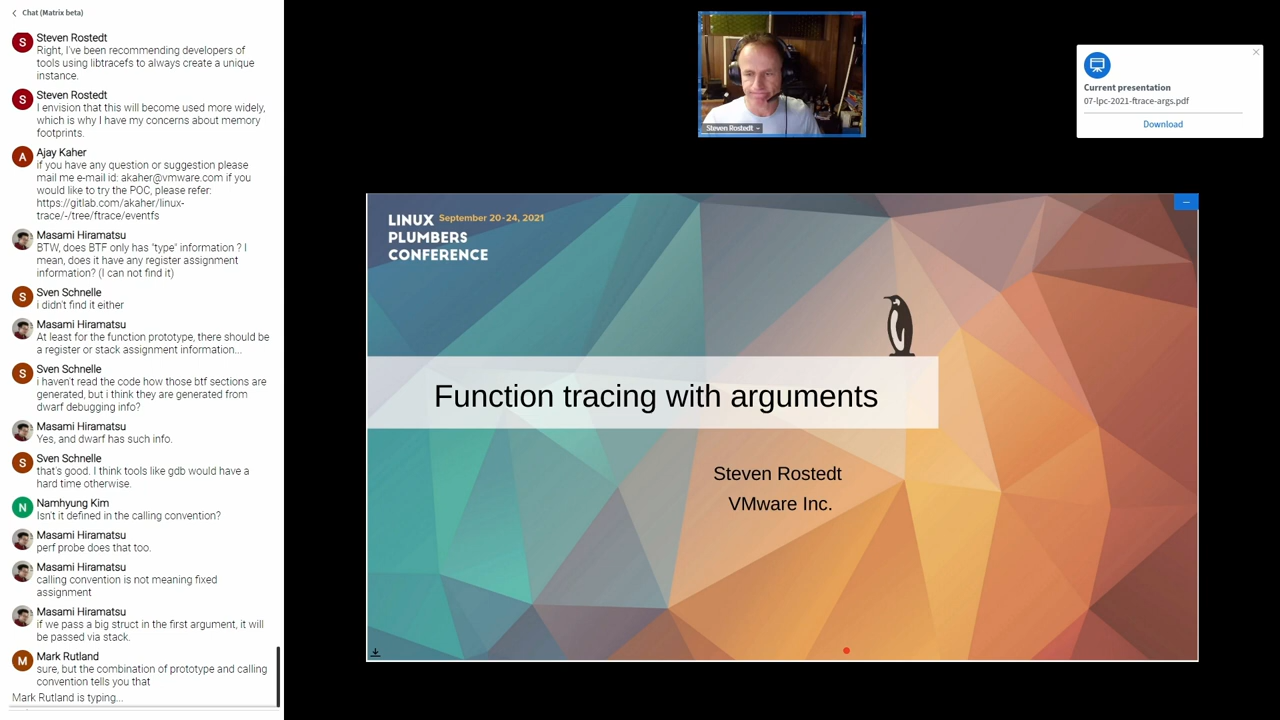 Chat (Matrix beta)
Steven Rostedt
Right, I've been recommending developers of
tools using libtracefs to always create a unique
instance.
Steven Rostedt
I envision that this will become used more widely,
which is why I have my concerns about memory
footprints.
Ajay Kaher
if you have any question or suggestion please
mail me e-mail id: akaher@vmware.com if you
would like to try the POC, please refer:
https://gitlab.com/akaher/linux-
trace/-/tree/ftrace/eventfs
Masami Hiramatsu
BTW, does BTF only has "type" information ? I
mean, does it have any register assignment
information? (I can not find it)
Sven Schnelle
i didn't find it either
Masami Hiramatsu
At least for the function prototype, there should be
a register or stack assignment information...
Sven Schnelle
i haven't read the code how those btf sections are
generated, but i think they are generated from
dwarf debugging info?
Masami Hiramatsu
Yes, and dwarf has such info.
Sven Schnelle
that's good. I think tools like gdb would have a
hard time otherwise.
Namhyung Kim
Isn't it defined in the calling convention?
Masami Hiramatsu
perf probe does that too.
Masami Hiramatsu
calling convention is not meaning fixed
assignment
Masami Hiramatsu
if we pass a big struct in the first argument, it will
be passed via stack.
Mark Rutland
sure, but the combination of prototype and calling
convention tells you that
Mark Rutland is typing...
Steven Rostedt
Current presentation
07-lpc-2021-ftrace-args.pdf
Download
LINUX September 20-24, 2021
PLUMBERS
CONFERENCE
Function tracing with arguments
Steven Rostedt
VMware Inc.
S
S
A
S
S
S
N
M